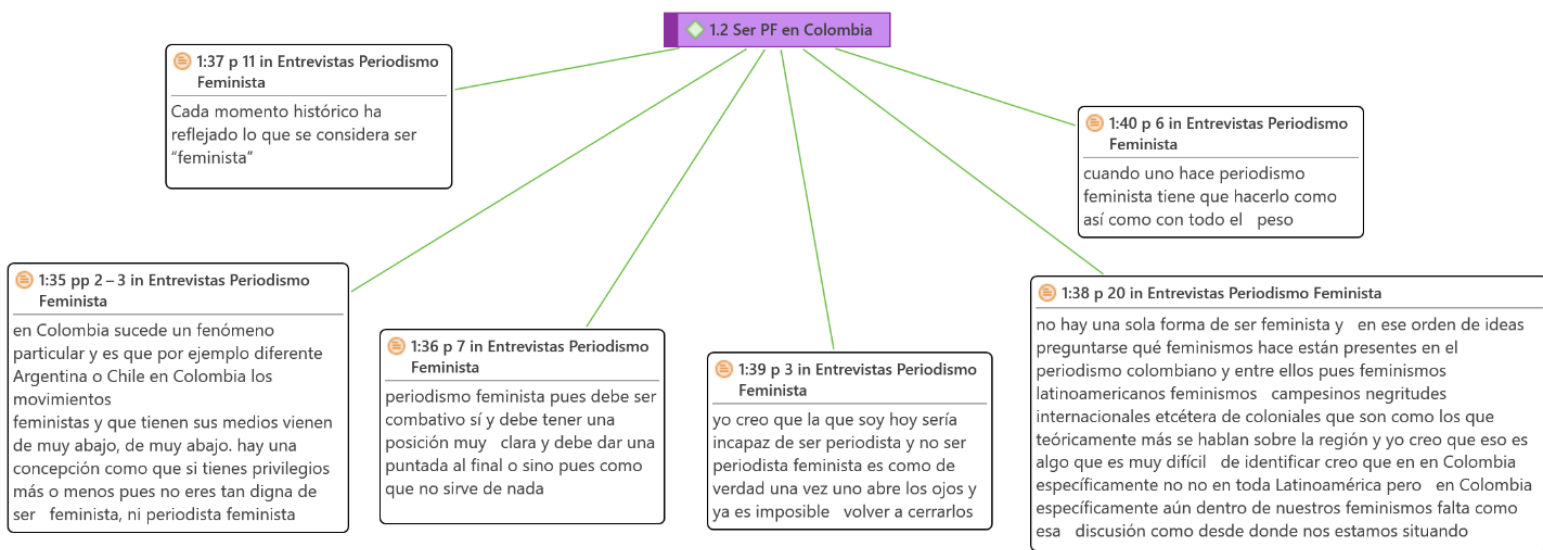 1.2 Ser PF en Colombia
1:37 p 11 in Entrevistas Periodismo
Feminista
Cada momento histórico ha
reflejado lo que se considera ser
“feminista”
1:40 p 6 in Entrevistas Periodismo
Feminista
cuando uno hace periodismo
feminista tiene que hacerlo como
así como con todo el peso
1:35 pp 2 – 3 in Entrevistas Periodismo
Feminista
en Colombia sucede un fenómeno
particular y es que por ejemplo diferente
Argentina o Chile en Colombia los
movimientos
feministas y que tienen sus medios vienen
de muy abajo, de muy abajo. hay una
concepción como que si tienes privilegios
más o menos pues no eres tan digna de
ser feminista, ni periodista feminista
1:36 p 7 in Entrevistas Periodismo
Feminista
periodismo feminista pues debe ser
combativo sí y debe tener una
posición muy clara y debe dar una
puntada al final o sino pues como
que no sirve de nada
1:39 p 3 in Entrevistas Periodismo
Feminista
yo creo que la que soy hoy sería
incapaz de ser periodista y no ser
periodista feminista es como de
verdad una vez uno abre los ojos y
ya es imposible volver a cerrarlos
1:38 p 20 in Entrevistas Periodismo Feminista
no hay una sola forma de ser feminista y en ese orden de ideas
preguntarse qué feminismos hace están presentes en el
periodismo colombiano y entre ellos pues feminismos
latinoamericanos feminismos campesinos negritudes
internacionales etcétera de coloniales que son como los que
teóricamente más se hablan sobre la región y yo creo que eso es
algo que es muy difícil de identificar creo que en en Colombia
específicamente no no en toda Latinoamérica pero en Colombia
específicamente aún dentro de nuestros feminismos falta como
esa discusión como desde donde nos estamos situando